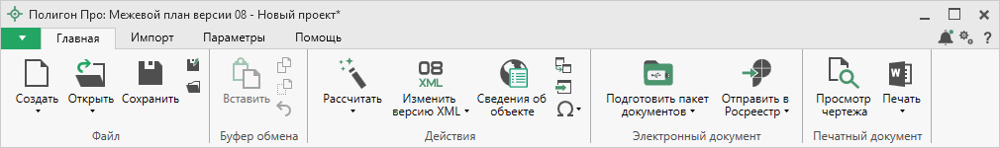 Полигон Про: Межевой план версии 08 - Новый проект*
Главная Импорт Параметры Помощь
?
Создать Открыть Сохранить
Файл
Вставить
Буфер обмена
Рассчитать
08
XML
Изменить
версию XML
Сведения об
объекте
Ω
Действия
Подготовить пакет
документов
Отправить в
Росреестр
Электронный документ
Просмотр
чертежа
W
Печать
Печатный документ